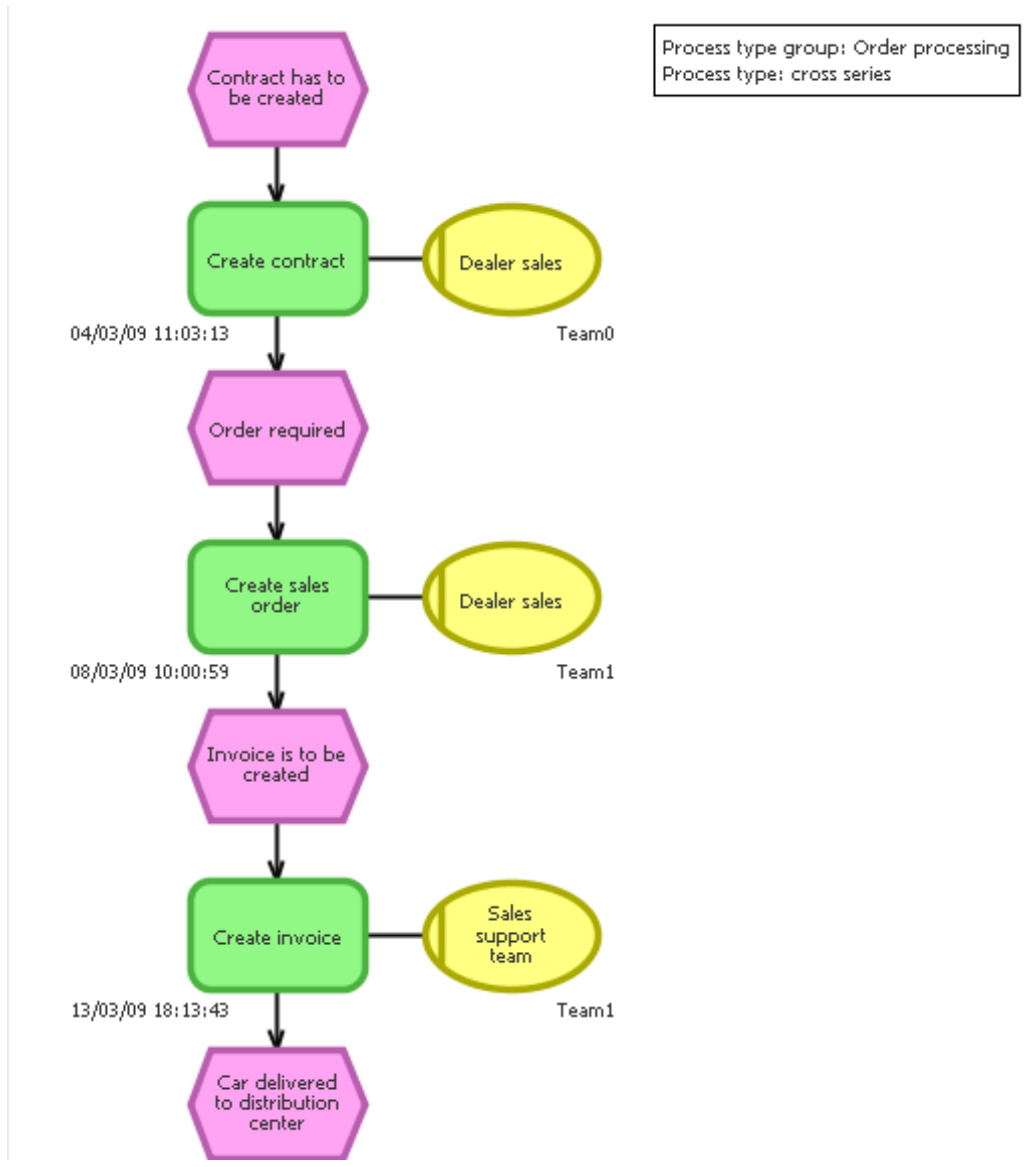 Process type group: Order processing
Process type: cross series
Contract has to
be created
Create contract
Dealer sales
04/03/09 11:03:13
Team0
Order required
Create sales
order
Dealer sales
08/03/09 10:00:59
Team1
Invoice is to be
created
Create invoice
Sales
support
team
13/03/09 18:13:43
Team1
Car delivered
to distribution
center